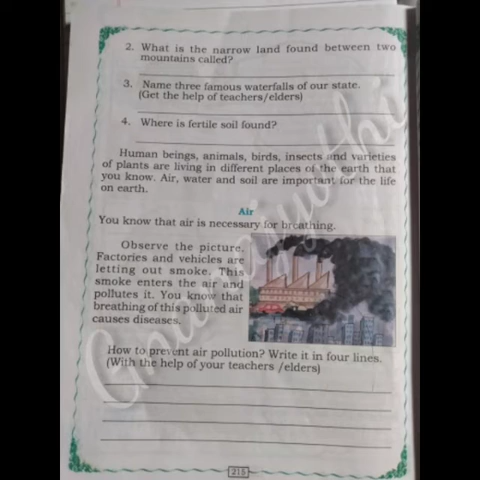 2. What is the narrow land found between two
mountains called?
3. Name three famous waterfalls of our state.
(Get the help of teachers/elders)
4. Where is fertile soil found?
Human beings, animals, birds, insects and varieties
of plants are living in different places of the earth that
you know. Air, water and soil are important for the life
on earth.
Air
You know that air is necessary for breathing.
Observe the picture.
Factories and vehicles are
letting out smoke. This
smoke enters the air and
pollutes it. You know that
breathing of this polluted air
causes diseases.
How to prevent air pollution? Write it in four lines.
(With the help of your teachers /elders)
215